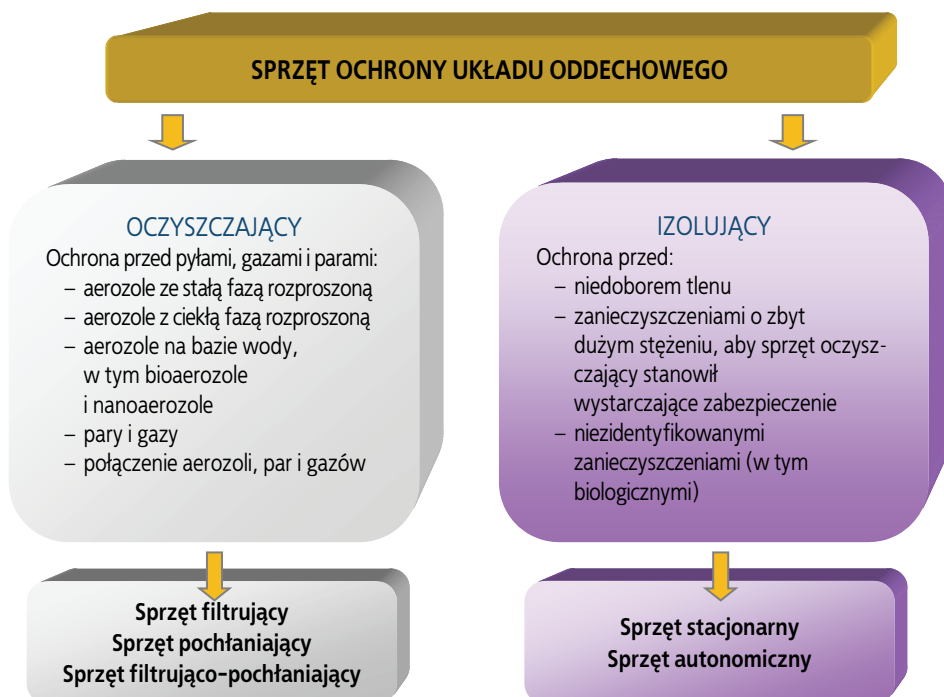 SPRZĘT OCHRONY UKŁADU ODDECHOWEGO
OCZYSZCZAJĄCY
Ochrona przed pyłami, gazami i parami:
– aerozole ze stałą fazą rozproszoną
– aerozole z ciekłą fazą rozproszoną
– aerozole na bazie wody,
w tym bioaerozole
i nanoaerozole
– pary i gazy
– połączenie aerozoli, par i gazów
Sprzęt filtrujący
Sprzęt pochłaniający
Sprzęt filtrująco-pochłaniający
IZOLUJĄCY
Ochrona przed:
– niedoborem tlenu
– zanieczyszczeniami o zbyt
dużym stężeniu, aby sprzęt oczysz-
czający stanowił
wystarczające zabezpieczenie
– niezidentyfikowanymi
zanieczyszczeniami (w tym
biologicznymi)
Sprzęt stacjonarny
Sprzęt autonomiczny